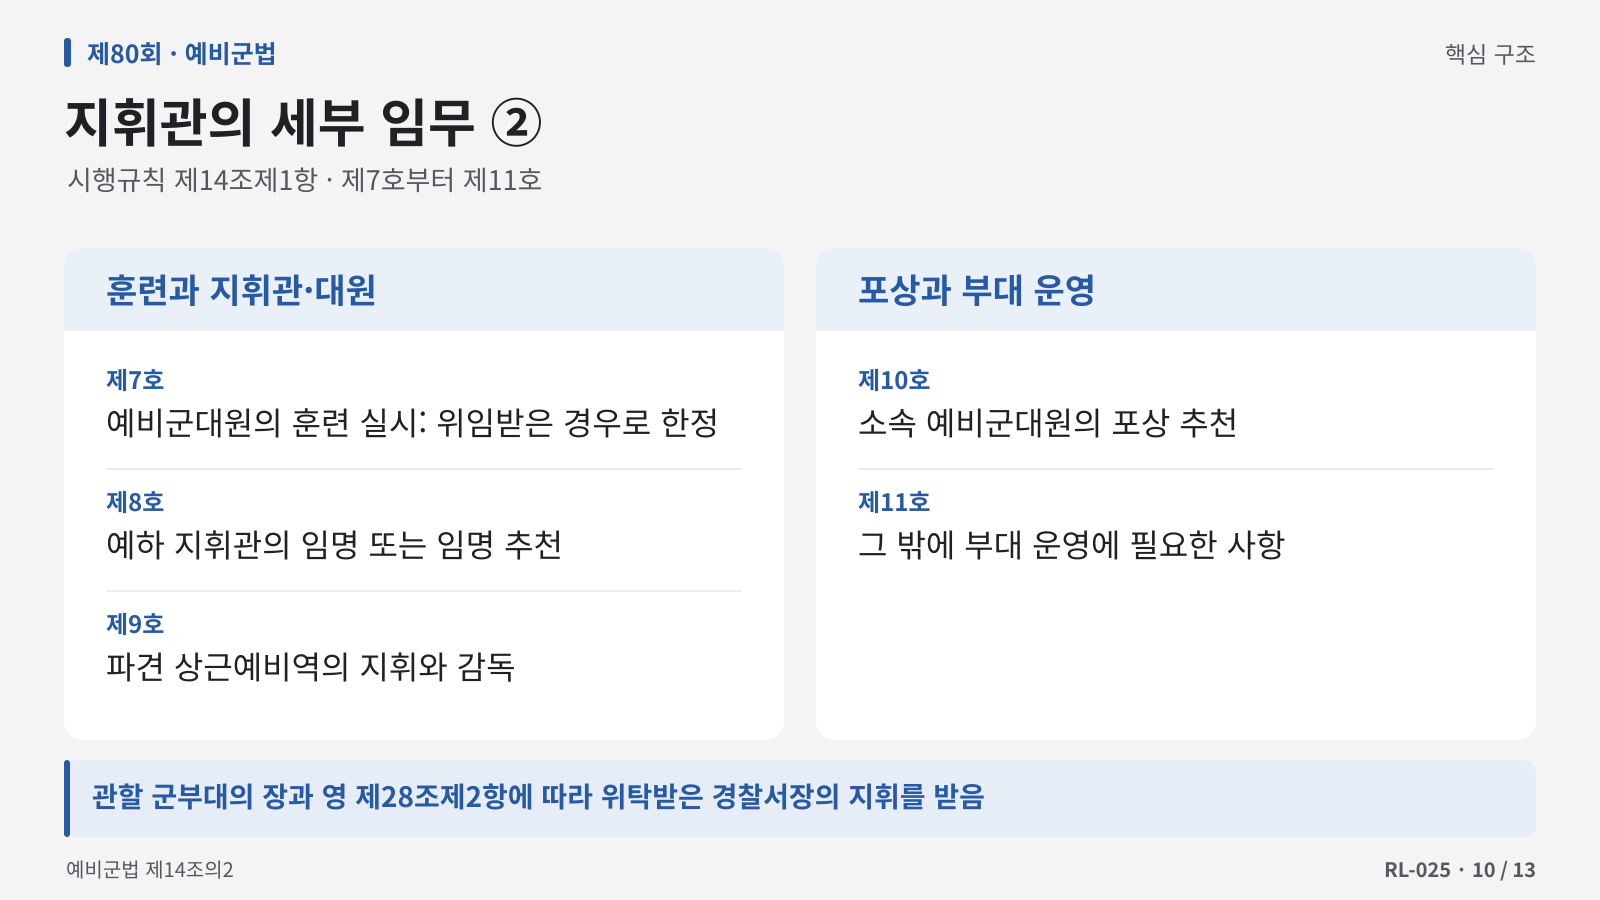 제80회 · 예비군법
핵심 구조
지휘관의 세부 임무 ②
시행규칙 제14조제1항 · 제7호부터 제11호
훈련과 지휘관·대원
제7호
예비군대원의 훈련 실시: 위임받은 경우로 한정
제8호
예하 지휘관의 임명 또는 임명 추천
제9호
파견 상근예비역의 지휘와 감독
포상과 부대 운영
제10호
소속 예비군대원의 포상 추천
제11호
그 밖에 부대 운영에 필요한 사항
관할 군부대의 장과 영 제28조제2항에 따라 위탁받은 경찰서장의 지휘를 받음
예비군법 제14조의2
RL-025 · 10 / 13